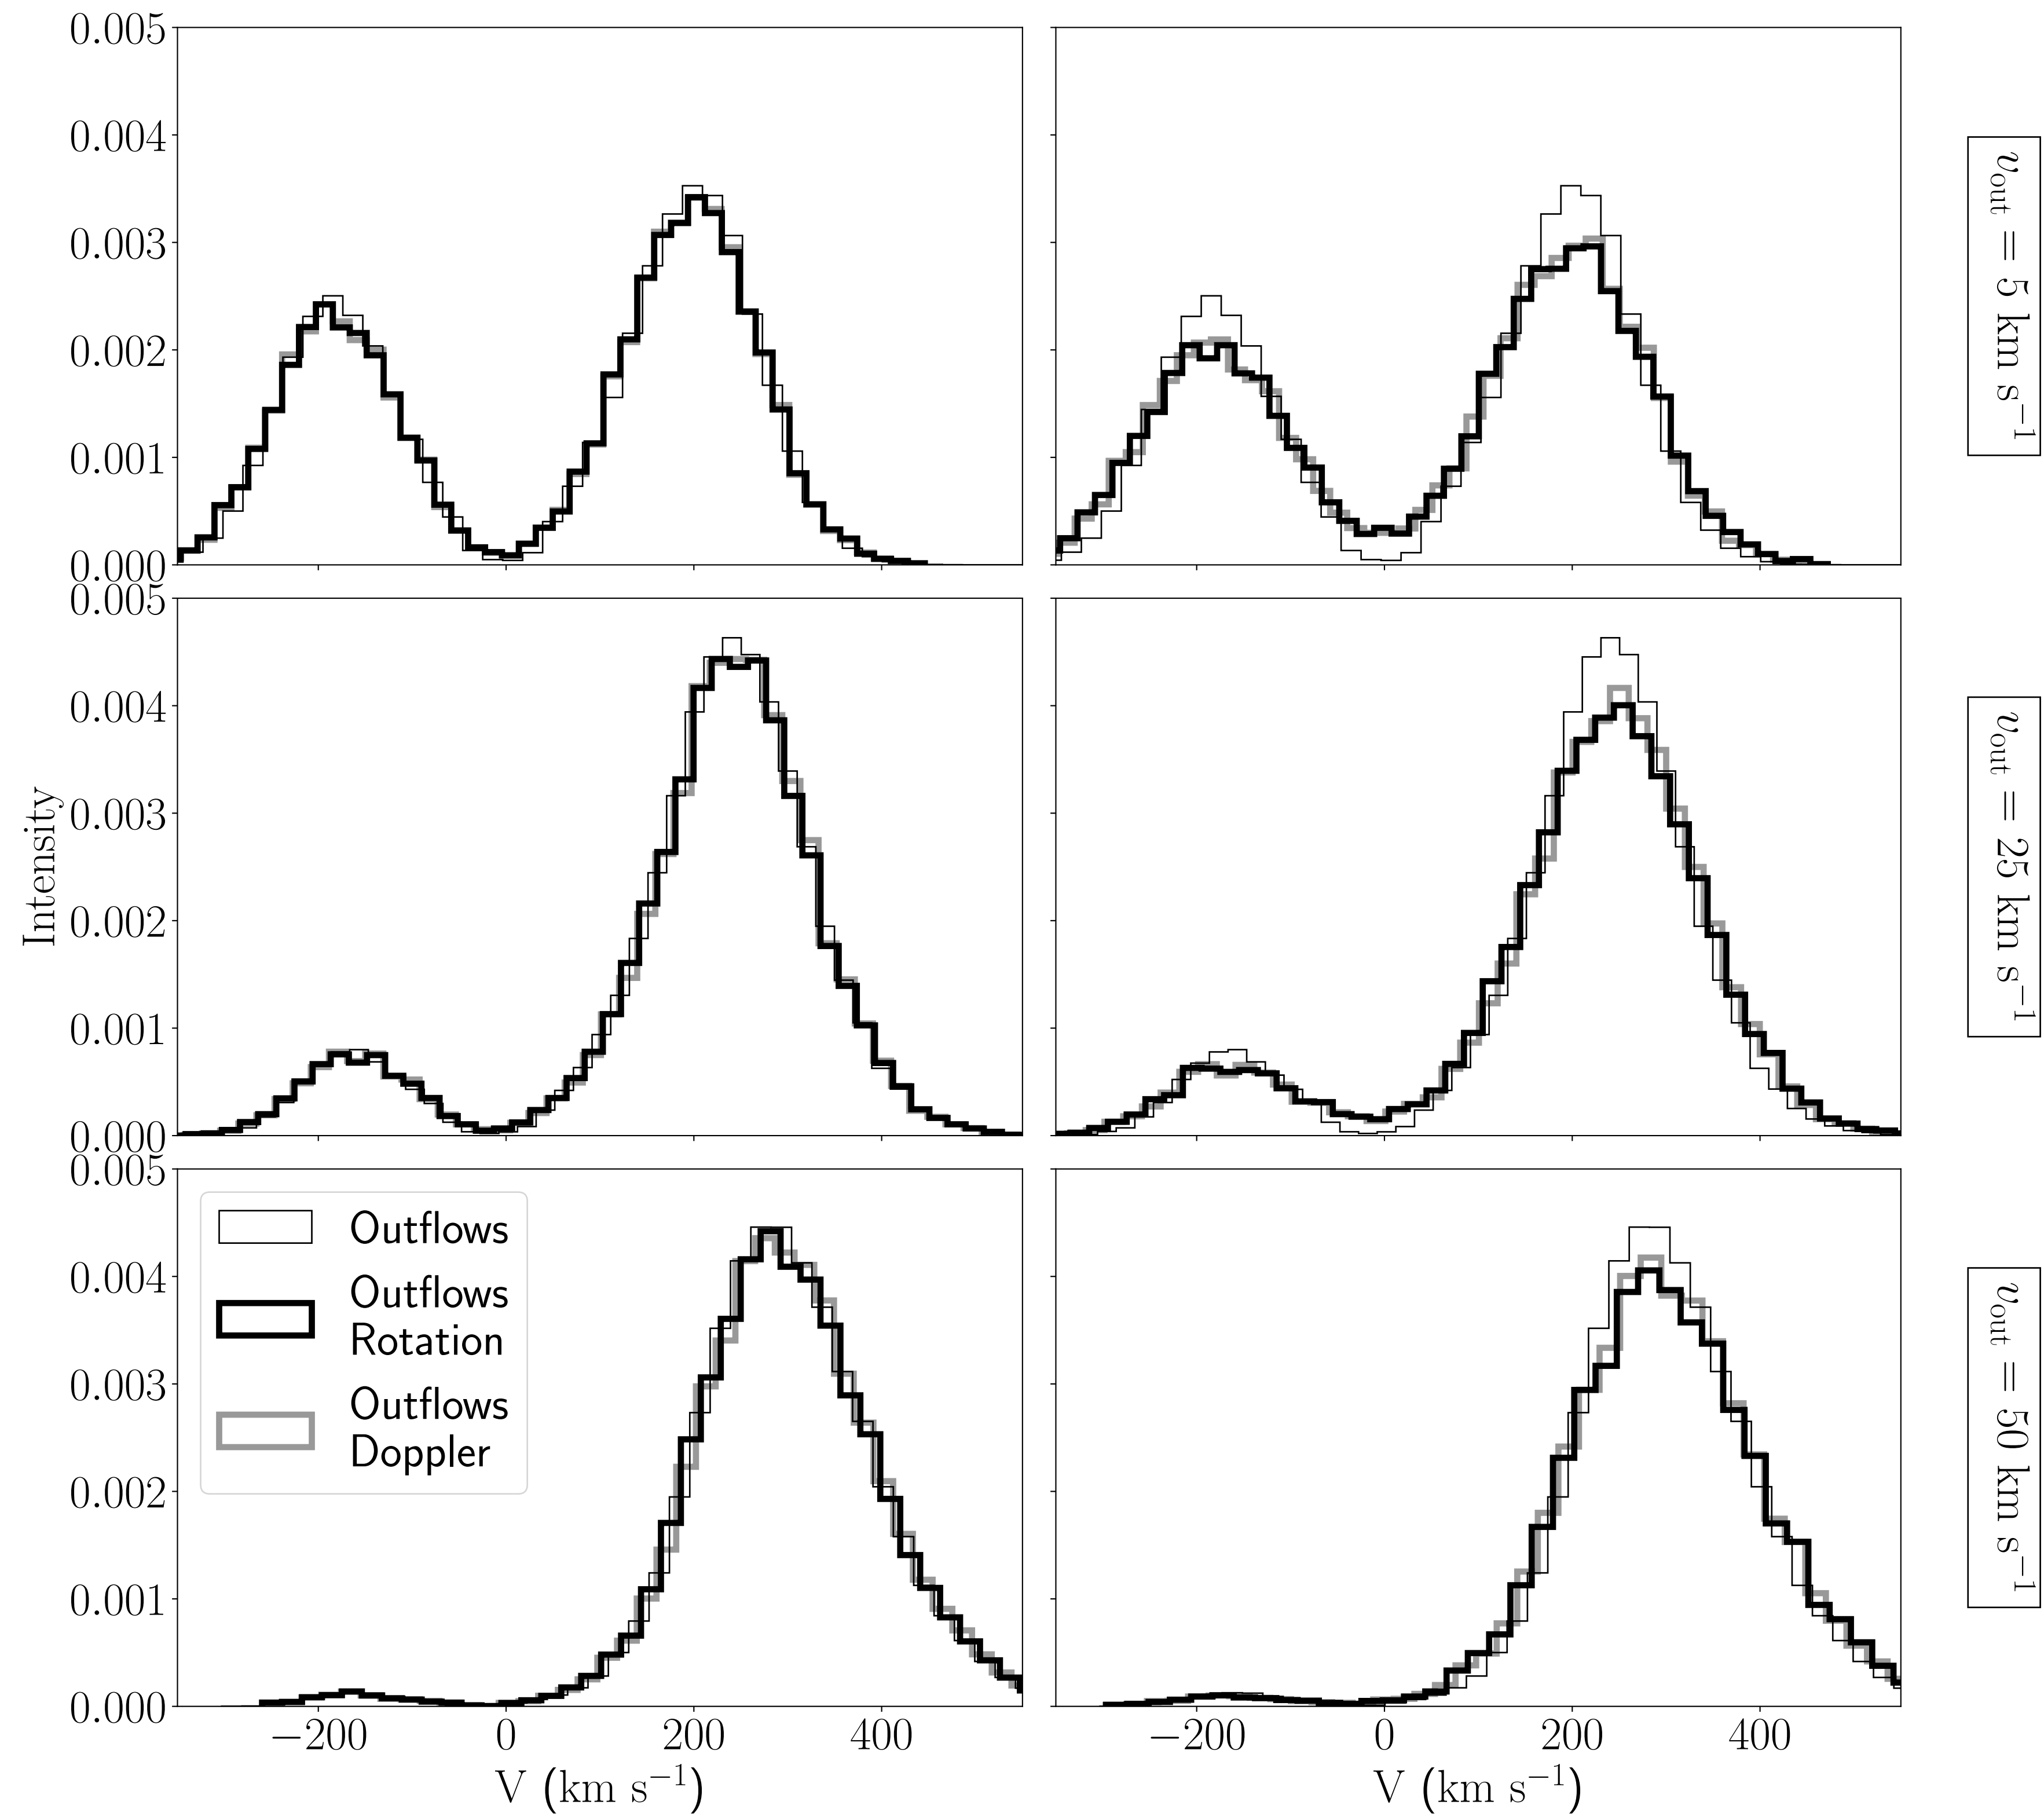 0.005
0.004
0.003
0.002
0.001
0.000
v_out = 5 km s⁻¹
0.005
0.004
0.003
0.002
0.001
0.000
Intensity
v_out = 25 km s⁻¹
0.005
0.004
0.003
0.002
0.001
0.000
Outflows
Outflows
Rotation
Outflows
Doppler
v_out = 50 km s⁻¹
−200 0 200 400
−200 0 200 400
V (km s⁻¹)
V (km s⁻¹)